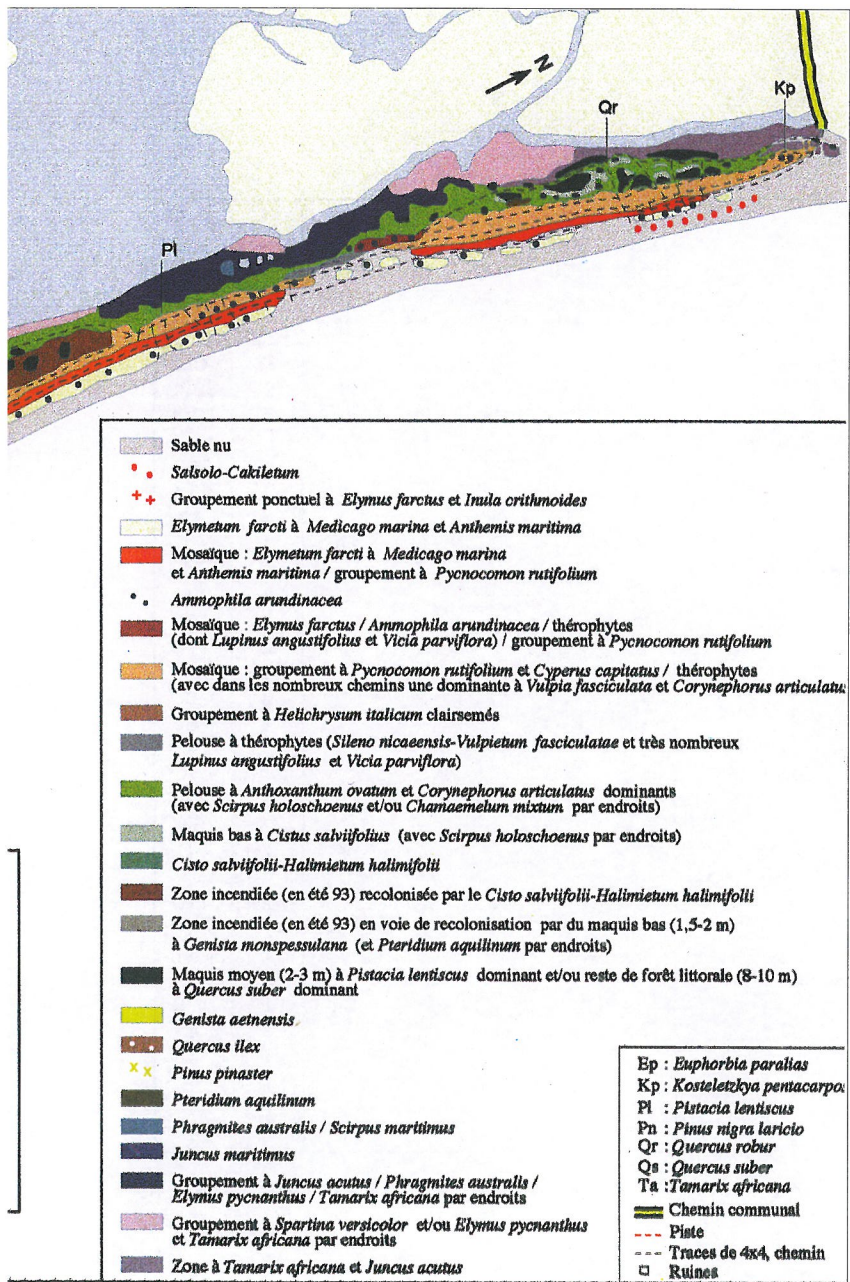 N
Kp
Qr
Pl
Sable nu
Salsolo-Cakiletum
Groupement ponctuel à Elymus farctus et Inula crithmoides
Elymetum farcti à Medicago marina et Anthemis maritima
Mosaïque : Elymetum farcti à Medicago marina
et Anthemis maritima / groupement à Pycnocomon rutifolium
Ammophila arundinacea
Mosaïque : Elymus farctus / Ammophila arundinacea / thérophytes
(dont Lupinus angustifolius et Vicia parviflora) / groupement à Pycnocomon rutifolium
Mosaïque : groupement à Pycnocomon rutifolium et Cyperus capitatus / thérophytes
(avec dans les nombreux chemins une dominante à Vulpia fasciculata et Corynephorus articulatu
Groupement à Helichrysum italicum clairsemés
Pelouse à thérophytes (Sileno nicaeensis-Vulpietum fasciculatae et très nombreux
Lupinus angustifolius et Vicia parviflora)
Pelouse à Anthoxanthum ovatum et Corynephorus articulatus dominants
(avec Scirpus holoschoenus et/ou Chamaemelum mixtum par endroits)
Maquis bas à Cistus salviifolius (avec Scirpus holoschoenus par endroits)
Cisto salviifolii-Halimietum halimifolii
Zone incendiée (en été 93) recolonisée par le Cisto salviifolii-Halimietum halimifolii
Zone incendiée (en été 93) en voie de recolonisation par du maquis bas (1,5-2 m)
à Genista monspessulana (et Pteridium aquilinum par endroits)
Maquis moyen (2-3 m) à Pistacia lentiscus dominant et/ou reste de forêt littorale (8-10 m)
à Quercus suber dominant
Genista aetnensis
Quercus ilex
Pinus pinaster
Pteridium aquilinum
Phragmites australis / Scirpus maritimus
Juncus maritimus
Groupement à Juncus acutus / Phragmites australis /
Elymus pycnanthus / Tamarix africana par endroits
Groupement à Spartina versicolor et/ou Elymus pycnanthus
et Tamarix africana par endroits
Zone à Tamarix africana et Juncus acutus
Ep : Euphorbia paralias
Kp : Kosteletzkya pentacarpos
Pl : Pistacia lentiscus
Pn : Pinus nigra laricio
Qr : Quercus robur
Qs : Quercus suber
Ta : Tamarix africana
Chemin communal
Piste
Traces de 4x4, chemin
Ruines